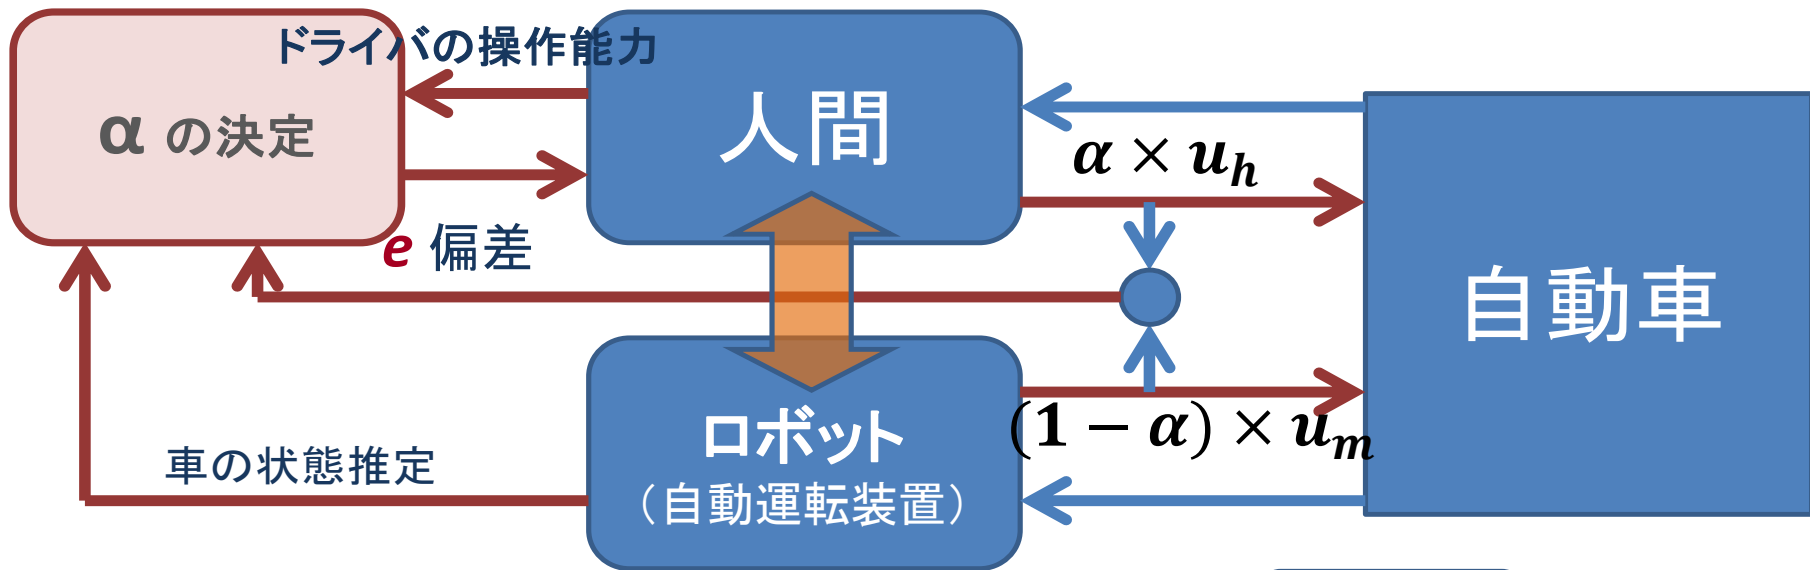 ドライバの操作能力
α の決定
人間
α × u_h
e 偏差
自動車
ロボット
(1 − α) × u_m
車の状態推定
（自動運転装置）